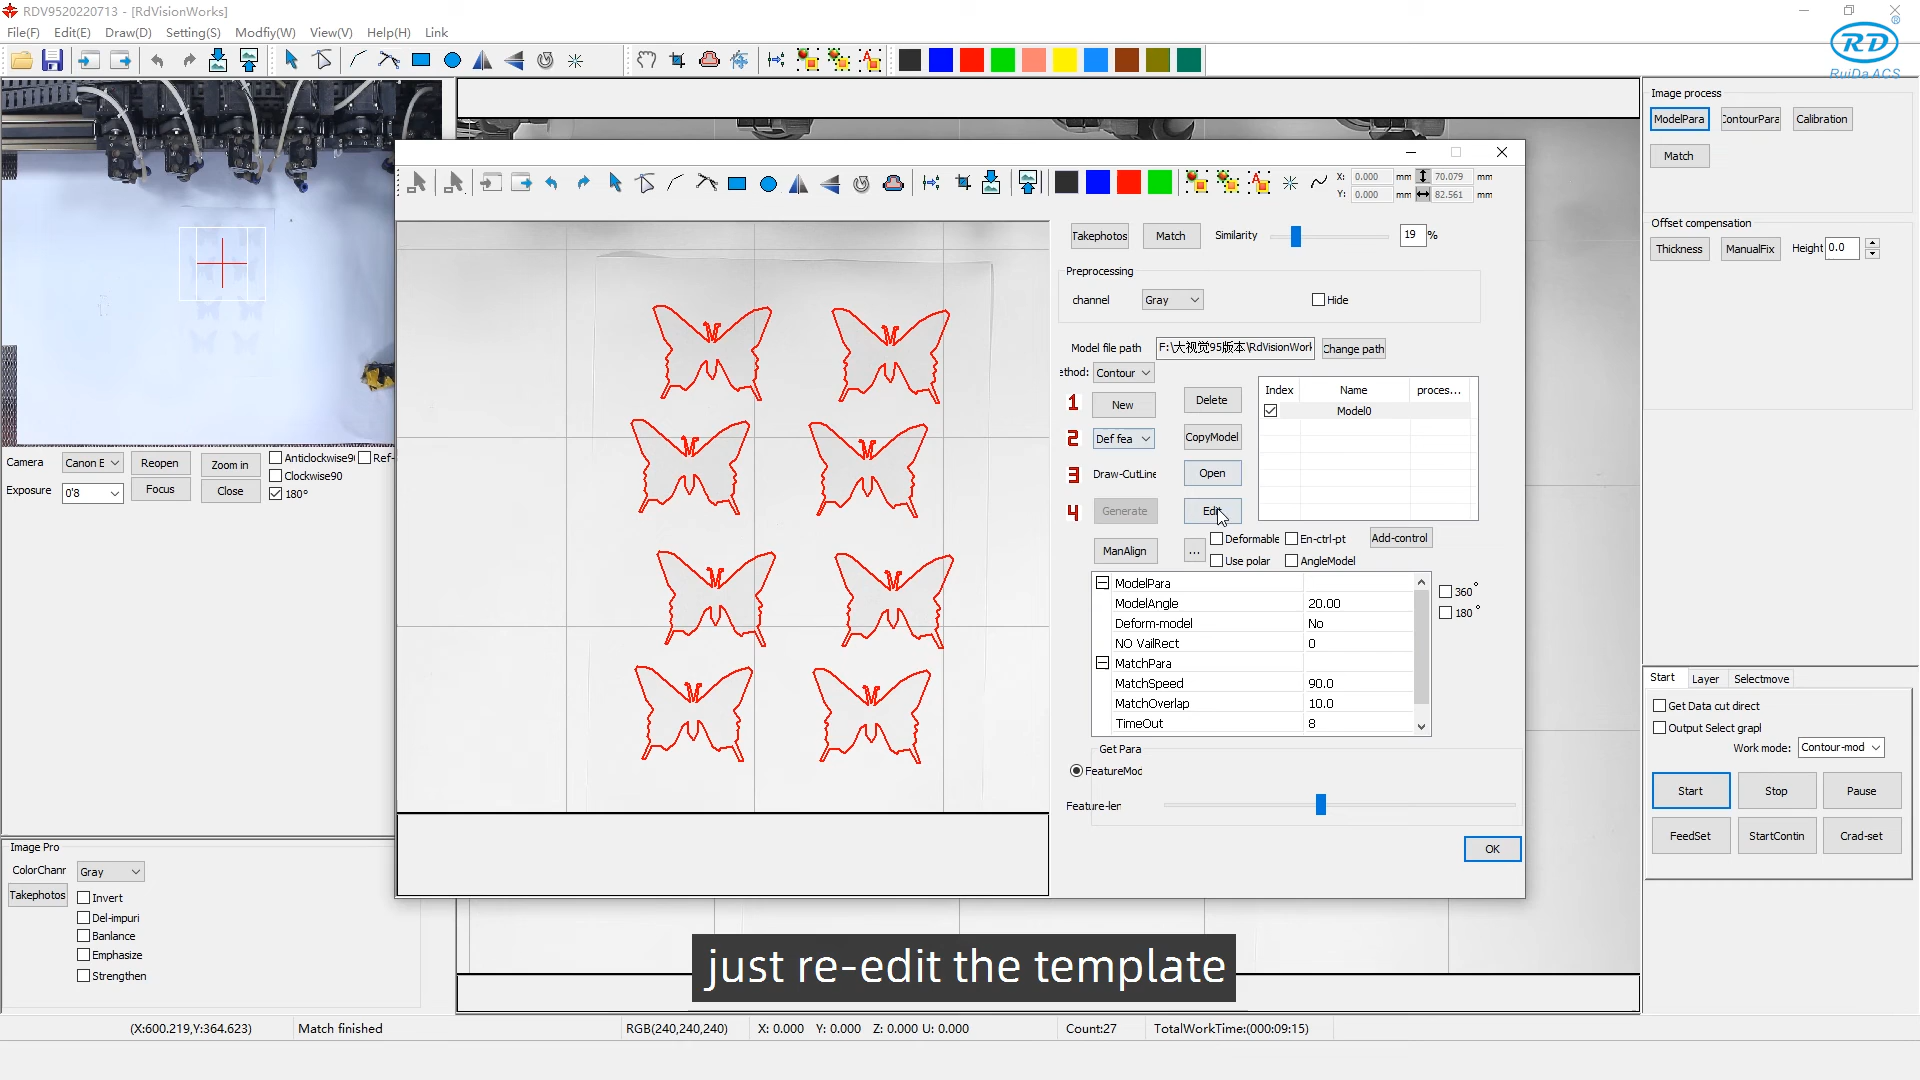 RDV9520220713 - [RdVisionWorks]
File(F) Edit(E) Draw(D) Setting(S) Modfiy(W) View(V) Help(H) Link
RD
®
RuiDa ACS
Image process
ModelPara ContourPara Calibration
Match
Offset compensation
Thickness ManualFix Height 0.0
X: 0.000 mm 70.079 mm
Y: 0.000 mm 82.561 mm
Takephotos Match Similarity 19 %
Preprocessing
channel Gray Hide
Model file path F:\大视觉95版本\RdVisionWork Change path
ethod: Contour
1 New Delete
2 Def fea CopyModel
3 Draw-CutLine Open
4 Generate Edit
Index Name proces...
Model0
ManAlign ... Deformable En-ctrl-pt Add-control
Use polar AngleModel
ModelPara
ModelAngle 20.00
Deform-model No
NO VailRect 0
MatchPara
MatchSpeed 90.0
MatchOverlap 10.0
TimeOut 8
360°
180°
Get Para
FeatureMod
Feature-len
OK
Camera Canon E Reopen Zoom in Anticlockwise90 Ref-
Clockwise90
Exposure 0'8 Focus Close 180°
Start Layer Selectmove
Get Data cut direct
Output Select grapl
Work mode: Contour-mod
Start Stop Pause
FeedSet StartContin Crad-set
Image Pro
ColorChanr Gray
Takephotos Invert
Del-impuri
Banlance
Emphasize
Strengthen
just re-edit the template
(X:600.219,Y:364.623) Match finished RGB(240,240,240) X: 0.000 Y: 0.000 Z: 0.000 U: 0.000 Count:27 TotalWorkTime:(000:09:15)